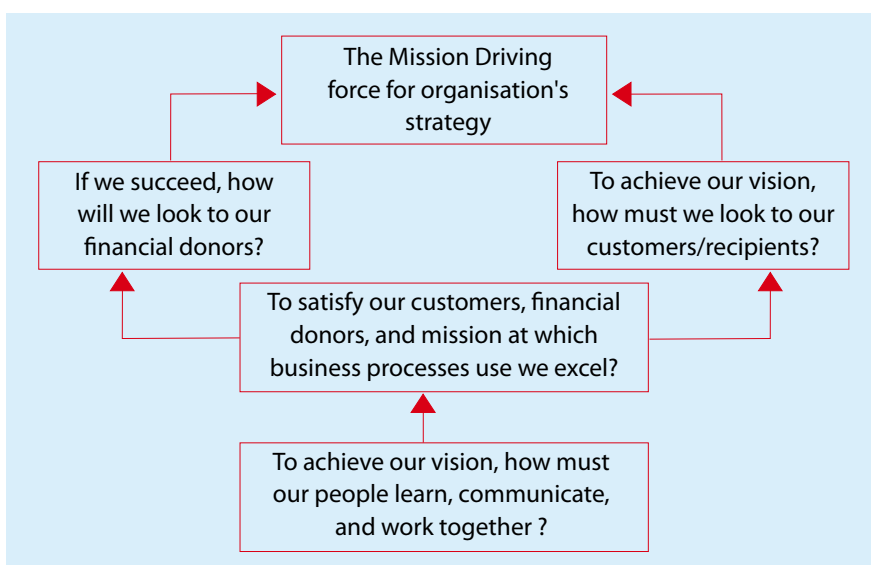 The Mission Driving
force for organisation's
strategy
If we succeed, how
will we look to our
financial donors?
To achieve our vision,
how must we look to our
customers/recipients?
To satisfy our customers, financial
donors, and mission at which
business processes use we excel?
To achieve our vision, how must
our people learn, communicate,
and work together ?